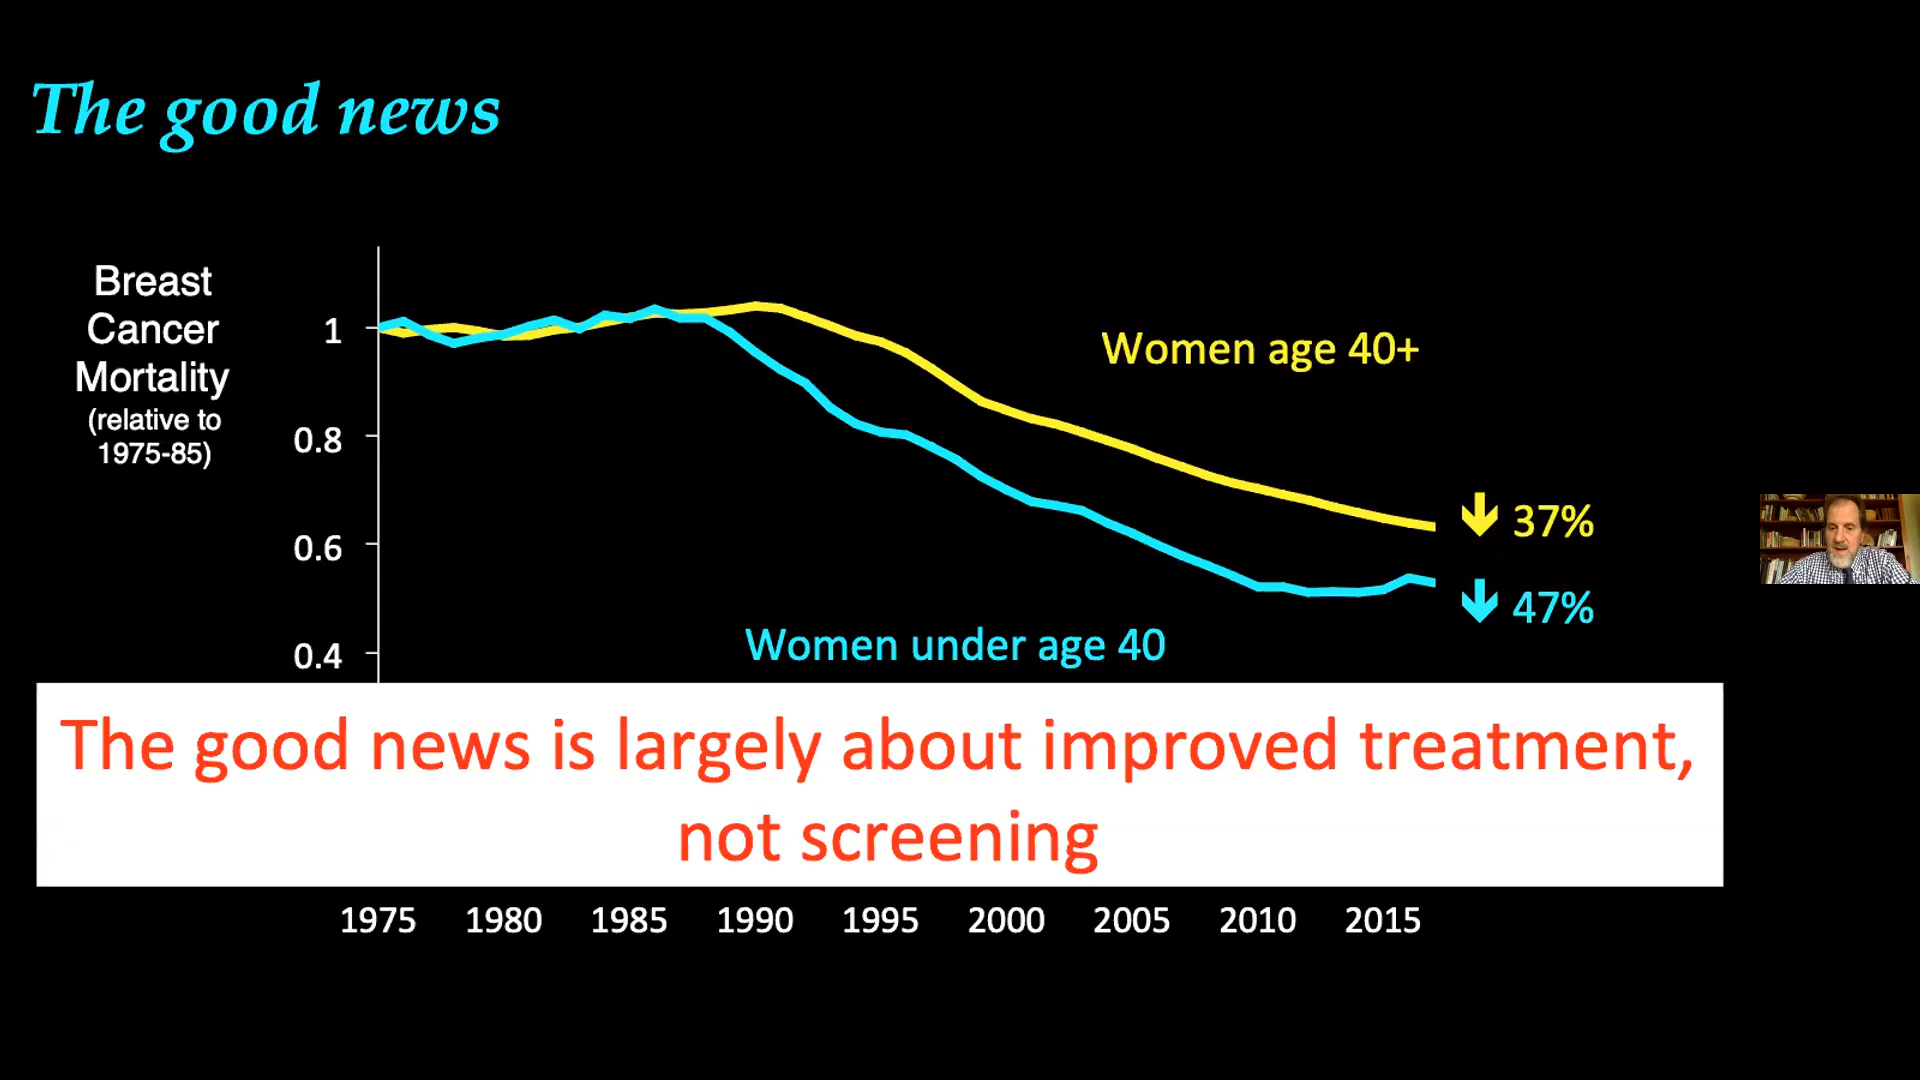 The good news
Breast
Cancer
Mortality
(relative to
1975-85)
1
0.8
0.6
0.4
Women age 40+
37%
47%
Women under age 40
The good news is largely about improved treatment,
not screening
1975 1980 1985 1990 1995 2000 2005 2010 2015